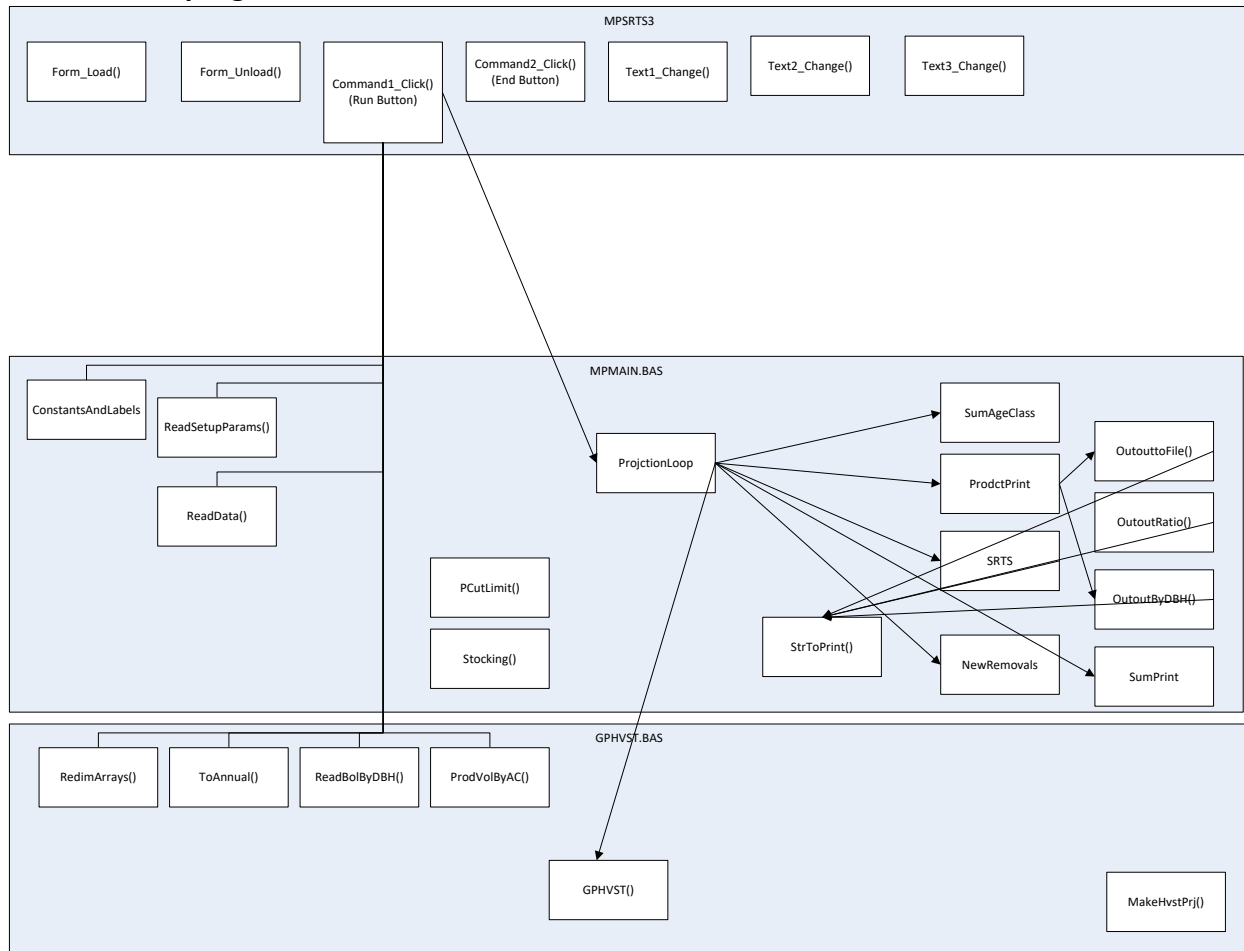 MPSRTS3
Form_Load()
Form_Unload()
Command1_Click()
(Run Button)
Command2_Click()
(End Button)
Text1_Change()
Text2_Change()
Text3_Change()
MPMAIN.BAS
ConstantsAndLabels
ReadSetupParams()
ReadData()
ProjctionLoop
SumAgeClass
ProdctPrint
OutouttoFile()
OutoutRatio()
SRTS
OutoutByDBH()
PCutLimit()
Stocking()
StrToPrint()
NewRemovals
SumPrint
GPHVST.BAS
RedimArrays()
ToAnnual()
ReadBolByDBH()
ProdVolByAC()
GPHVST()
MakeHvstPrj()